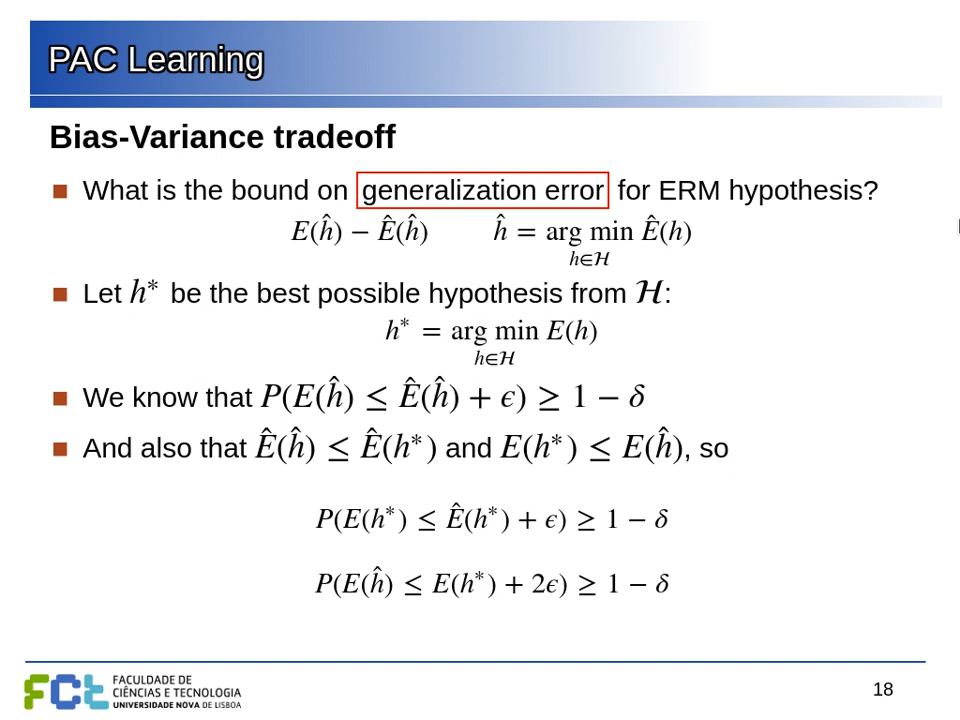 PAC Learning
Bias-Variance tradeoff
■ What is the bound on generalization error for ERM hypothesis?
E(ĥ) − Ê(ĥ)   ĥ = arg min Ê(h)
h∈ℋ
■ Let h* be the best possible hypothesis from ℋ:
h* = arg min E(h)
h∈ℋ
■ We know that P(E(ĥ) ≤ Ê(ĥ) + ϵ) ≥ 1 − δ
■ And also that Ê(ĥ) ≤ Ê(h*) and E(h*) ≤ E(ĥ), so
P(E(h*) ≤ Ê(h*) + ϵ) ≥ 1 − δ
P(E(ĥ) ≤ E(h*) + 2ϵ) ≥ 1 − δ
FCt
FACULDADE DE
CIÊNCIAS E TECNOLOGIA
UNIVERSIDADE NOVA DE LISBOA
18